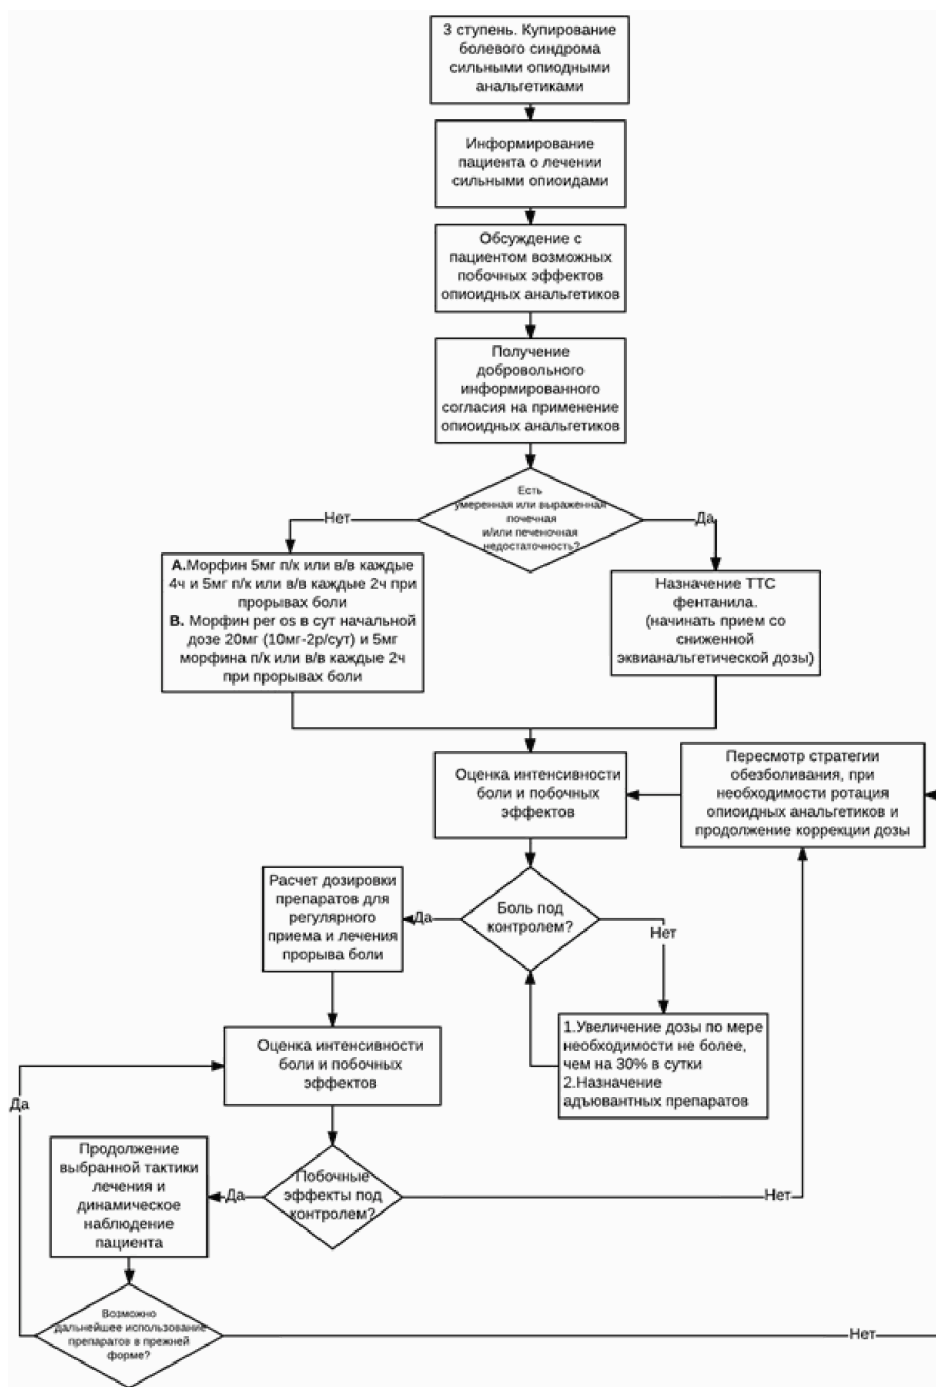 3 ступень. Купирование
болевого синдрома
сильными опиодными
анальгетиками
Информирование
пациента о лечении
сильными опиоидами
Обсуждение с
пациентом возможных
побочных эффектов
опиоидных анальгетиков
Получение
добровольного
информированного
согласия на применение
опиоидных анальгетиков
Есть
умеренная или выраженная
почечная
и/или печеночная
недостаточность?
Нет
Да
А.Морфин 5мг п/к или в/в каждые
4ч и 5мг п/к или в/в каждые 2ч при
прорывах боли
В. Морфин per os в сут начальной
дозе 20мг (10мг-2р/сут) и 5мг
морфина п/к или в/в каждые 2ч
при прорывах боли
Назначение ТТС
фентанила.
(начинать прием со
сниженной
эквианальгетической дозы)
Оценка интенсивности
боли и побочных
эффектов
Пересмотр стратегии
обезболивания, при
необходимости ротация
опиоидных анальгетиков и
продолжение коррекции дозы
Расчет дозировки
препаратов для
регулярного
приема и лечения
прорыва боли
Да
Боль под
контролем?
Нет
1.Увеличение дозы по мере
необходимости не более,
чем на 30% в сутки
2.Назначение
адъювантных препаратов
Оценка интенсивности
боли и побочных
эффектов
Да
Продолжение
выбранной тактики
лечения и
динамическое
наблюдение
пациента
Да
Побочные
эффекты под
контролем?
Нет
Возможно
дальнейшее использование
препаратов в прежней
форме?
Нет